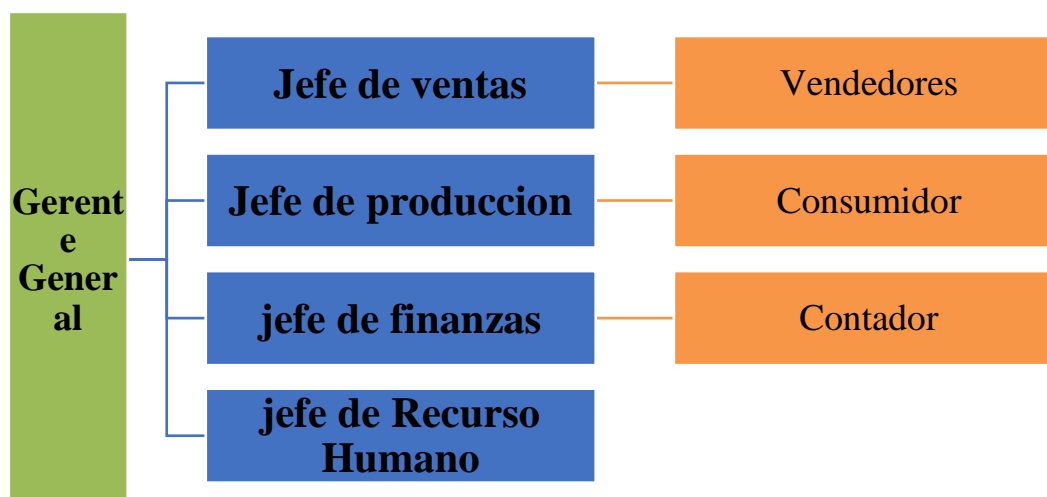 Gerent
e
Gener
al
Jefe de ventas
Vendedores
Jefe de produccion
Consumidor
jefe de finanzas
Contador
jefe de Recurso
Humano